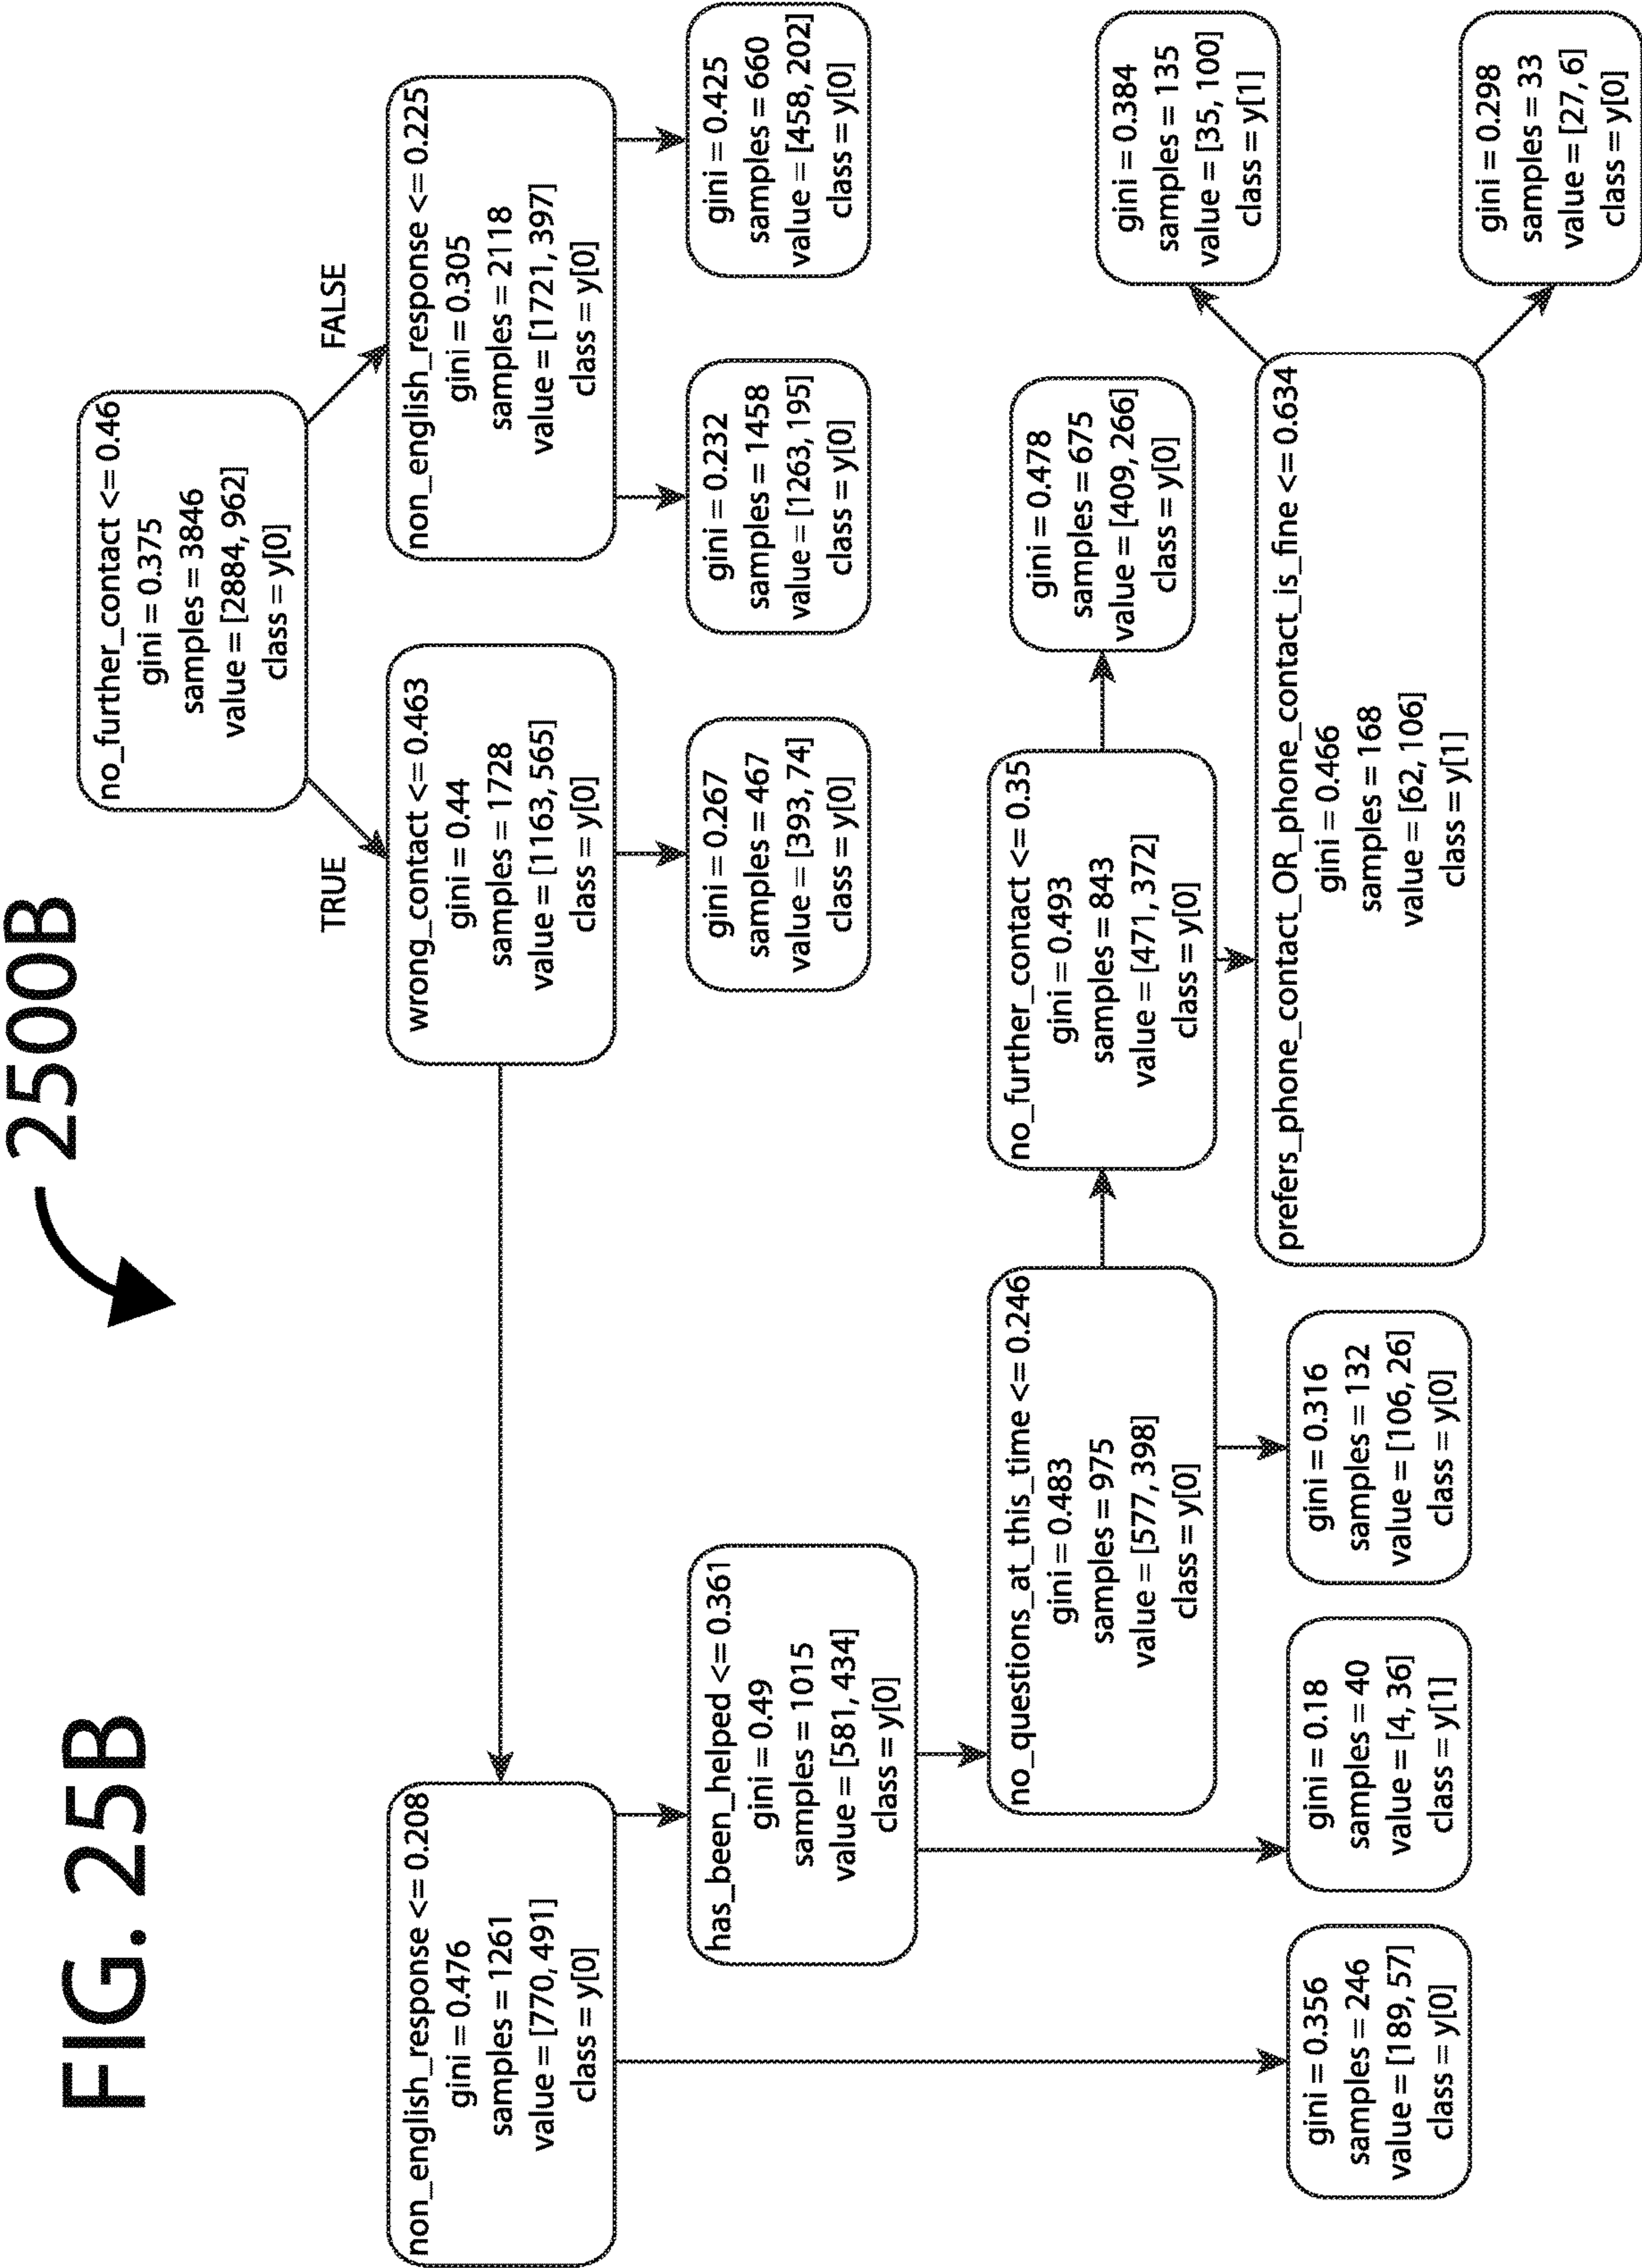 FIG. 25B
2500B
no_further_contact <= 0.46
gini = 0.375
samples = 3846
value = [2884, 962]
class = y[0]
TRUE
FALSE
non_english_response <= 0.208
gini = 0.476
samples = 1261
value = [770, 491]
class = y[0]
wrong_contact <= 0.463
gini = 0.44
samples = 1728
value = [1163, 565]
class = y[0]
non_english_response <= 0.225
gini = 0.305
samples = 2118
value = [1721, 397]
class = y[0]
has_been_helped <= 0.361
gini = 0.49
samples = 1015
value = [581, 434]
class = y[0]
gini = 0.267
samples = 467
value = [393, 74]
class = y[0]
gini = 0.232
samples = 1458
value = [1263, 195]
class = y[0]
gini = 0.425
samples = 660
value = [458, 202]
class = y[0]
no_questions_at_this_time <= 0.246
gini = 0.483
samples = 975
value = [577, 398]
class = y[0]
no_further_contact <= 0.35
gini = 0.493
samples = 843
value = [471, 372]
class = y[0]
gini = 0.478
samples = 675
value = [409, 266]
class = y[0]
gini = 0.384
samples = 135
value = [35, 100]
class = y[1]
gini = 0.356
samples = 246
value = [189, 57]
class = y[0]
gini = 0.18
samples = 40
value = [4, 36]
class = y[1]
gini = 0.316
samples = 132
value = [106, 26]
class = y[0]
prefers_phone_contact_OR_phone_contact_is_fine <= 0.634
gini = 0.466
samples = 168
value = [62, 106]
class = y[1]
gini = 0.298
samples = 33
value = [27, 6]
class = y[0]